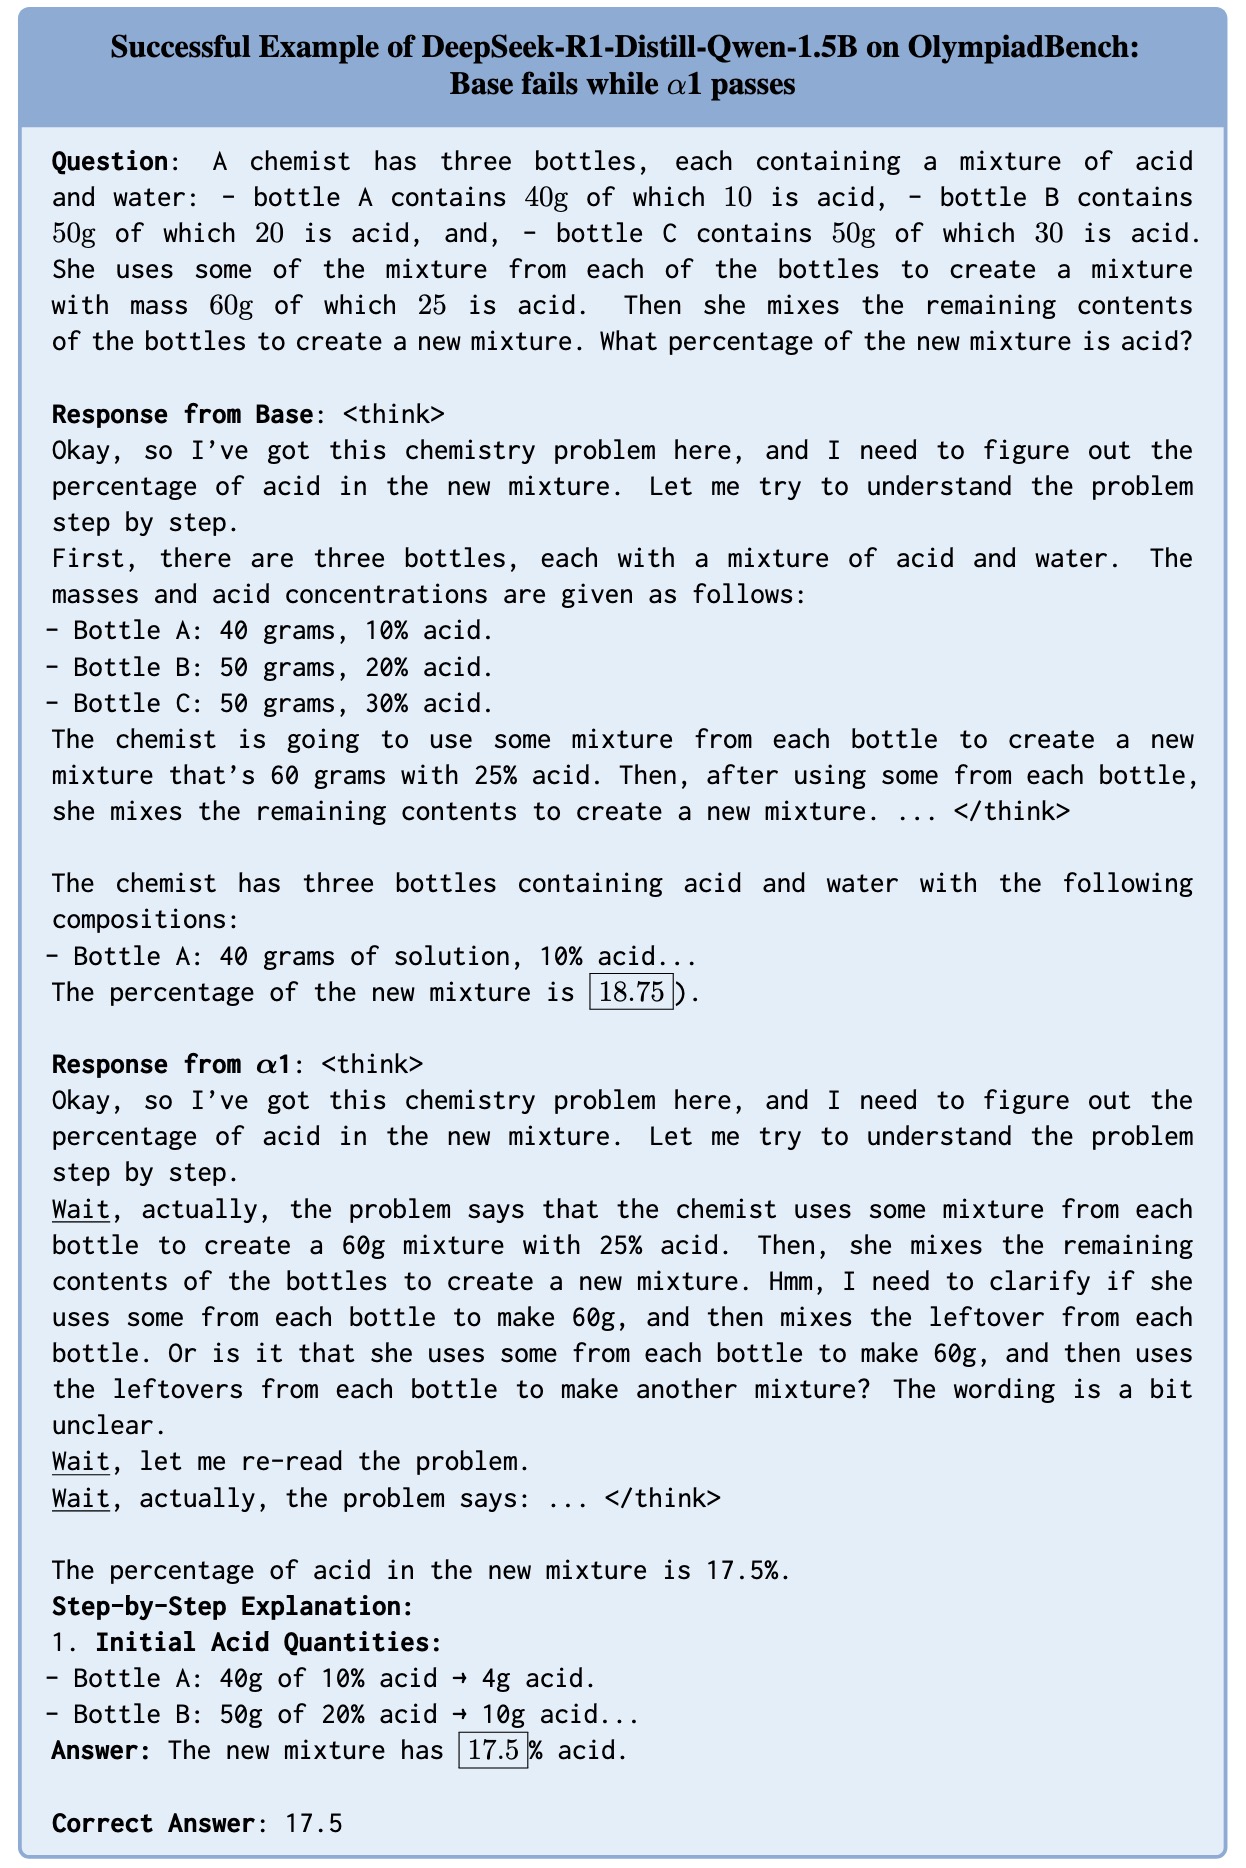 Successful Example of DeepSeek-R1-Distill-Qwen-1.5B on OlympiadBench:
Base fails while α1 passes
Question: A chemist has three bottles, each containing a mixture of acid
and water: - bottle A contains 40g of which 10 is acid, - bottle B contains
50g of which 20 is acid, and, - bottle C contains 50g of which 30 is acid.
She uses some of the mixture from each of the bottles to create a mixture
with mass 60g of which 25 is acid. Then she mixes the remaining contents
of the bottles to create a new mixture. What percentage of the new mixture is acid?
Response from Base: <think>
Okay, so I've got this chemistry problem here, and I need to figure out the
percentage of acid in the new mixture. Let me try to understand the problem
step by step.
First, there are three bottles, each with a mixture of acid and water. The
masses and acid concentrations are given as follows:
- Bottle A: 40 grams, 10% acid.
- Bottle B: 50 grams, 20% acid.
- Bottle C: 50 grams, 30% acid.
The chemist is going to use some mixture from each bottle to create a new
mixture that's 60 grams with 25% acid. Then, after using some from each bottle,
she mixes the remaining contents to create a new mixture. ... </think>
The chemist has three bottles containing acid and water with the following
compositions:
- Bottle A: 40 grams of solution, 10% acid...
The percentage of the new mixture is 18.75).
Response from α1: <think>
Okay, so I've got this chemistry problem here, and I need to figure out the
percentage of acid in the new mixture. Let me try to understand the problem
step by step.
Wait, actually, the problem says that the chemist uses some mixture from each
bottle to create a 60g mixture with 25% acid. Then, she mixes the remaining
contents of the bottles to create a new mixture. Hmm, I need to clarify if she
uses some from each bottle to make 60g, and then mixes the leftover from each
bottle. Or is it that she uses some from each bottle to make 60g, and then uses
the leftovers from each bottle to make another mixture? The wording is a bit
unclear.
Wait, let me re-read the problem.
Wait, actually, the problem says: ... </think>
The percentage of acid in the new mixture is 17.5%.
Step-by-Step Explanation:
1. Initial Acid Quantities:
- Bottle A: 40g of 10% acid → 4g acid.
- Bottle B: 50g of 20% acid → 10g acid...
Answer: The new mixture has 17.5% acid.
Correct Answer: 17.5